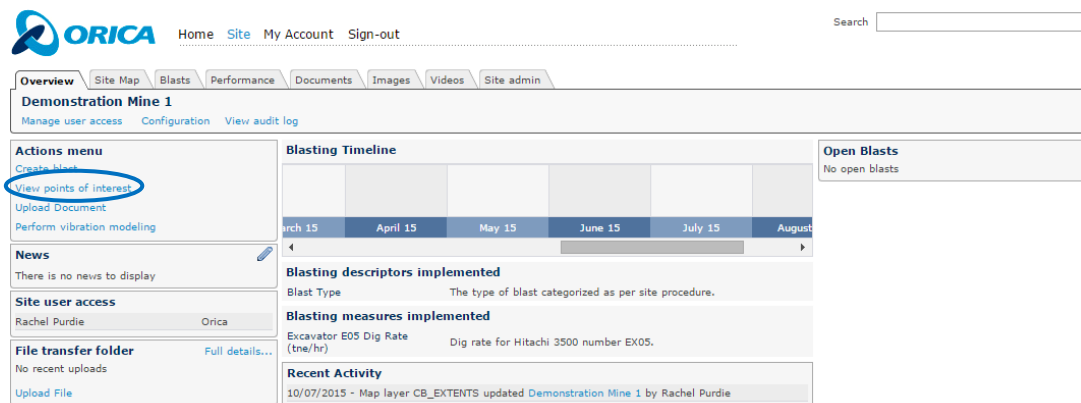 ORICA
Home Site My Account Sign-out
Search
Overview Site Map Blasts Performance Documents Images Videos Site admin
Demonstration Mine 1
Manage user access Configuration View audit log
Actions menu
Create blast
View points of interest
Upload Document
Perform vibration modeling
News
There is no news to display
Site user access
Rachel Purdie Orica
File transfer folder Full details...
No recent uploads
Upload File
Blasting Timeline
arch 15 April 15 May 15 June 15 July 15 August
Blasting descriptors implemented
Blast Type The type of blast categorized as per site procedure.
Blasting measures implemented
Excavator E05 Dig Rate
(tne/hr) Dig rate for Hitachi 3500 number EX05.
Recent Activity
10/07/2015 - Map layer CB_EXTENTS updated Demonstration Mine 1 by Rachel Purdie
Open Blasts
No open blasts